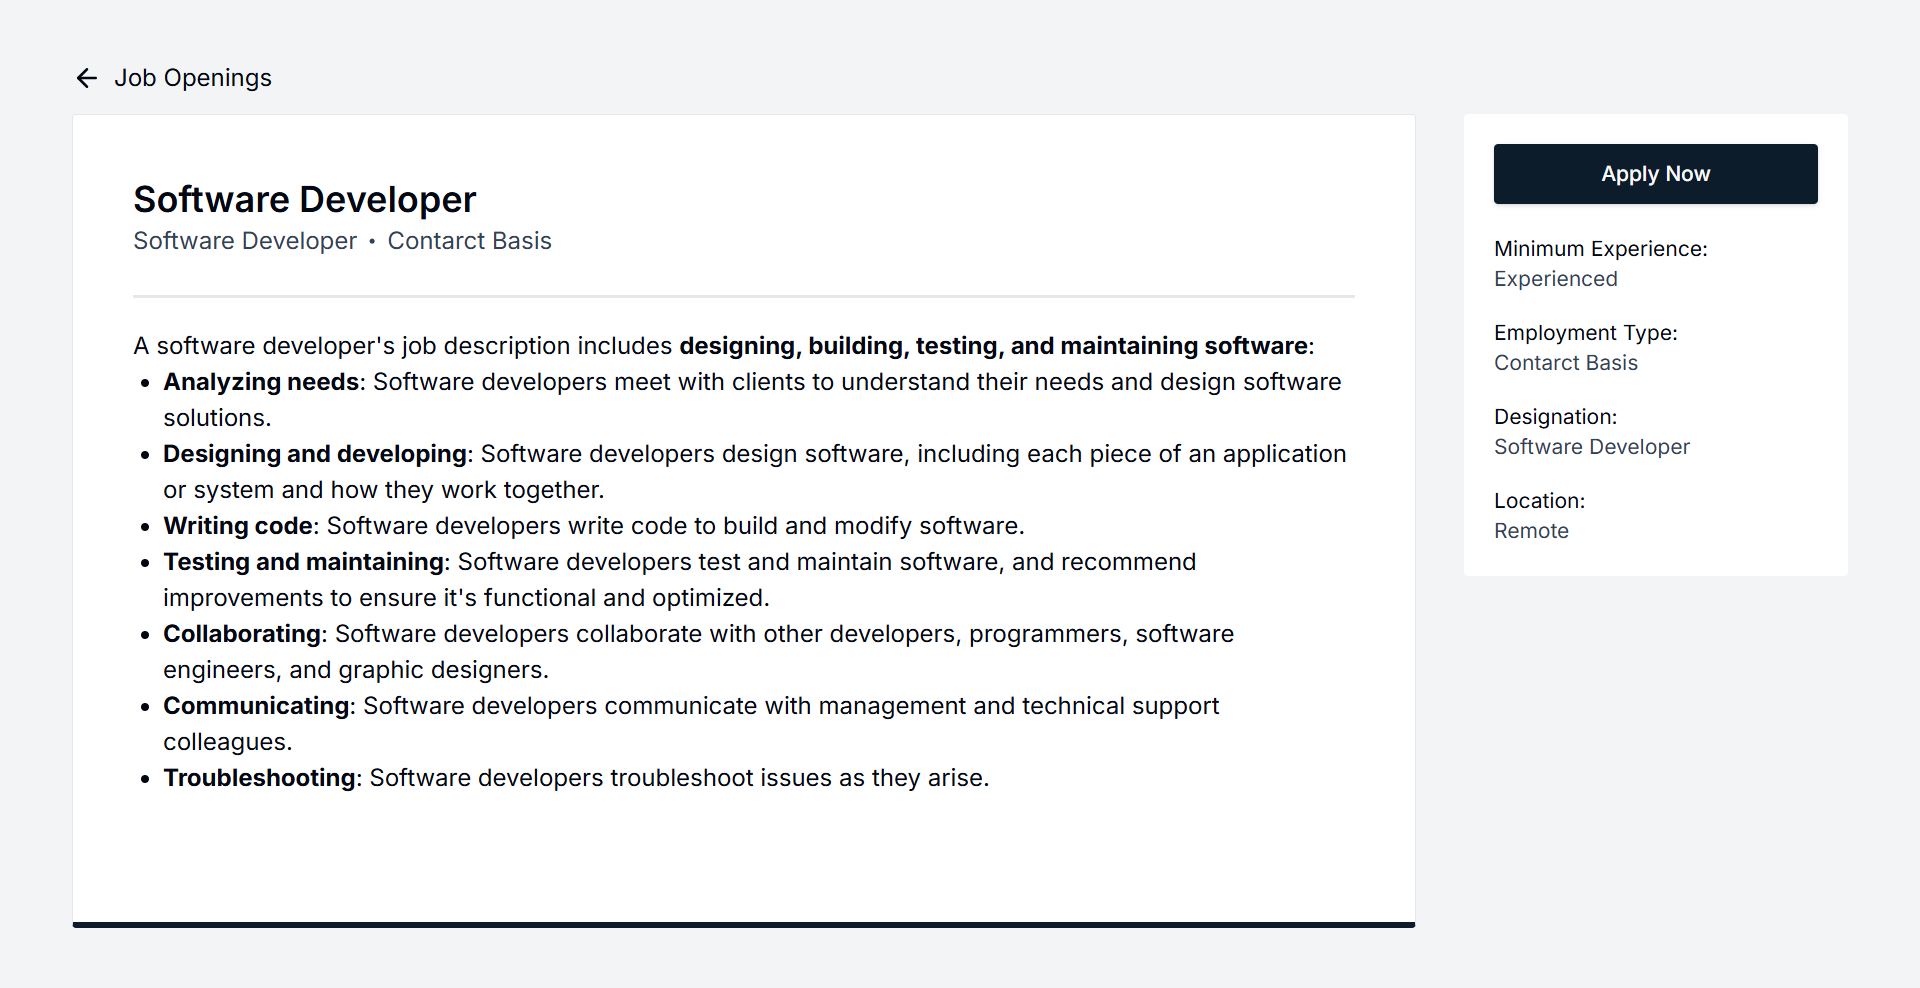 Job Openings
Software Developer
Software Developer • Contarct Basis
A software developer's job description includes designing, building, testing, and maintaining software:
• Analyzing needs: Software developers meet with clients to understand their needs and design software
solutions.
• Designing and developing: Software developers design software, including each piece of an application
or system and how they work together.
• Writing code: Software developers write code to build and modify software.
• Testing and maintaining: Software developers test and maintain software, and recommend
improvements to ensure it's functional and optimized.
• Collaborating: Software developers collaborate with other developers, programmers, software
engineers, and graphic designers.
• Communicating: Software developers communicate with management and technical support
colleagues.
• Troubleshooting: Software developers troubleshoot issues as they arise.
Apply Now
Minimum Experience:
Experienced
Employment Type:
Contarct Basis
Designation:
Software Developer
Location:
Remote